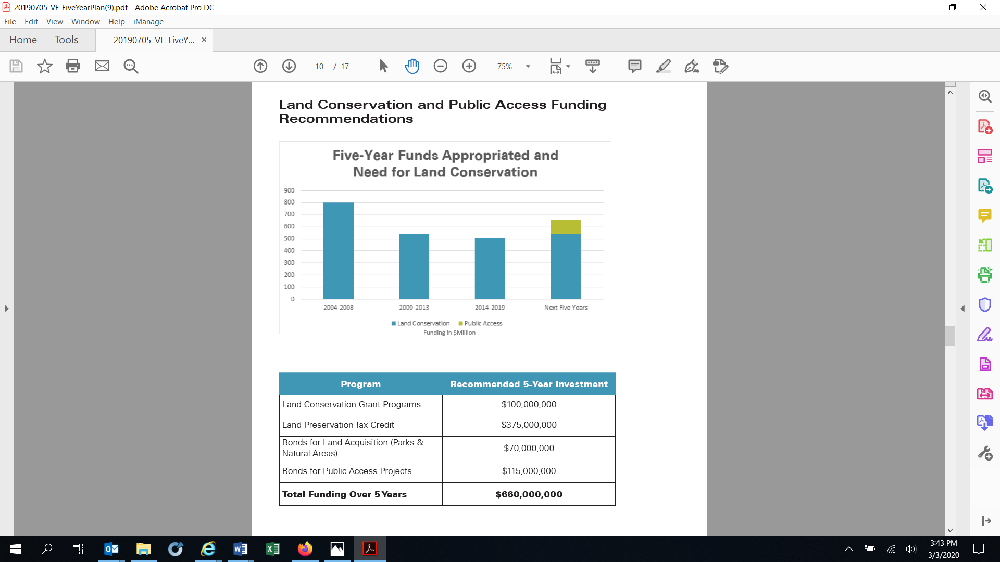 20190705-VF-FiveYearPlan(9).pdf - Adobe Acrobat Pro DC
File Edit View Window Help iManage
Home Tools 20190705-VF-FiveY... ×
10 / 17 75%
Land Conservation and Public Access Funding
Recommendations
Five-Year Funds Appropriated and
Need for Land Conservation
900
800
700
600
500
400
300
200
100
0
2004-2008 2009-2013 2014-2019 Next Five Years
Land Conservation Public Access
Funding in $Million
Program Recommended 5-Year Investment
Land Conservation Grant Programs $100,000,000
Land Preservation Tax Credit $375,000,000
Bonds for Land Acquisition (Parks &
Natural Areas) $70,000,000
Bonds for Public Access Projects $115,000,000
Total Funding Over 5 Years $660,000,000
3:43 PM
3/3/2020